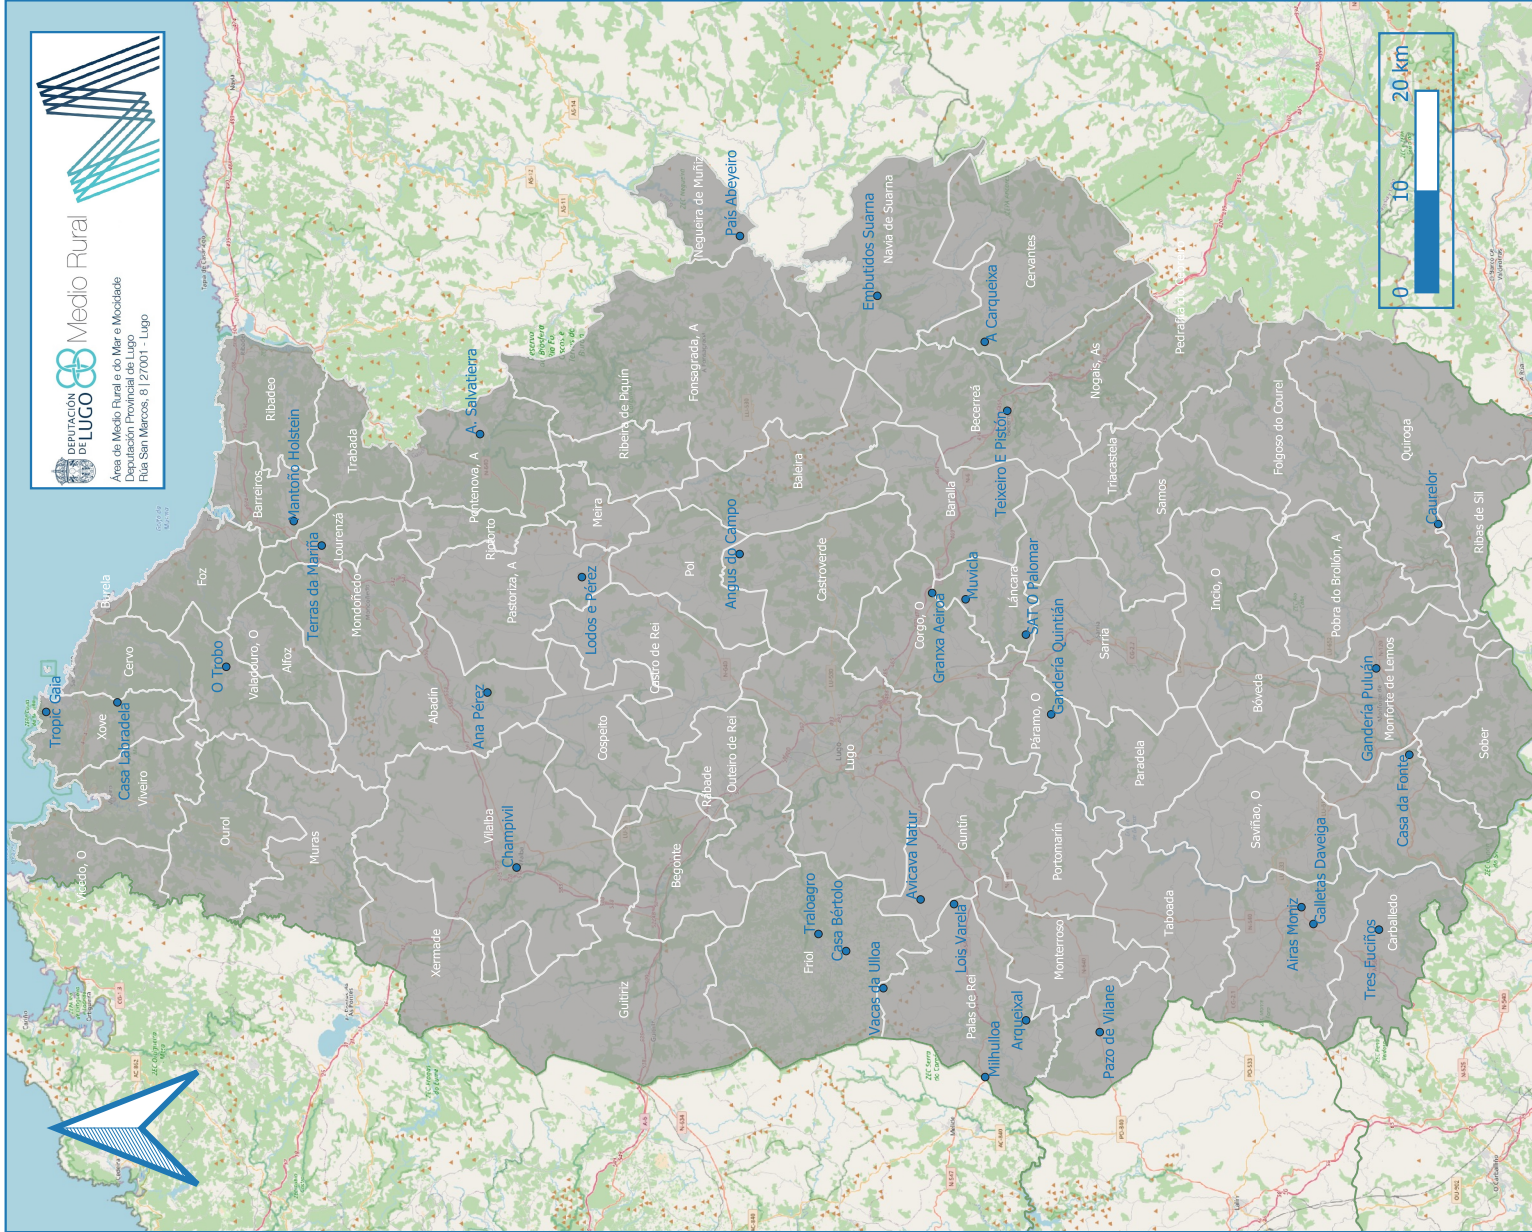 DEPUTACIÓN
DE LUGO
Medio Rural
Área de Medio Rural e do Mar e Mocidade
Deputación Provincial de Lugo
Rúa San Marcos, 8 | 27001 - Lugo
Tropic Gaia
Xove
Casa Labradela
Viveiro
Cervo
Burela
Vicedo, O
Foz
O Trobo
Valadouro, O
Alfoz
Ourol
Muras
Barreiros
Ribadeo
Mantoño Holstein
Terras da Mariña
Lourenzá
Trabada
Mondoñedo
Abadín
Ana Pérez
Vilalba
Champivil
Xermade
A. Salvatierra
Pontenova, A
Riotorto
Pastoriza, A
Lodos e Pérez
Meira
Ribeira de Piquín
Cospeito
Castro de Rei
Guitiriz
Begonte
Rábade
Outeiro de Rei
Pol
Angus do Campo
Fonsagrada, A
Negueira de Muñiz
País Abeyeiro
Baleira
Castroverde
Lugo
Friol
Traloagro
Casa Bértolo
Vacas da Ulloa
Embutidos Suarna
Navia de Suarna
Avicava Natur
Corgo, O
Granxa Aeiroá
Baralla
Muvicla
Lois Varela
Guntín
Palas de Rei
Milhulloa
Arqueixal
Becerreá
A Carqueixa
Teixeiro E Pistón
Cervantes
Láncara
SAT O Palomar
Gandería Quintián
Páramo, O
Portomarín
Monterroso
Pazo de Vilane
Sarria
Triacastela
Nogais, As
Paradela
Samos
Taboada
Incio, O
Bóveda
Saviñao, O
Folgoso do Courel
Airas Moniz
Galletas Daveiga
Tres Fuciños
Carballedo
Pobra do Brollón, A
Gandería Puluán
Monforte de Lemos
Casa da Fonte
Quiroga
Caurelor
Ribas de Sil
Sober
0 10 20 km